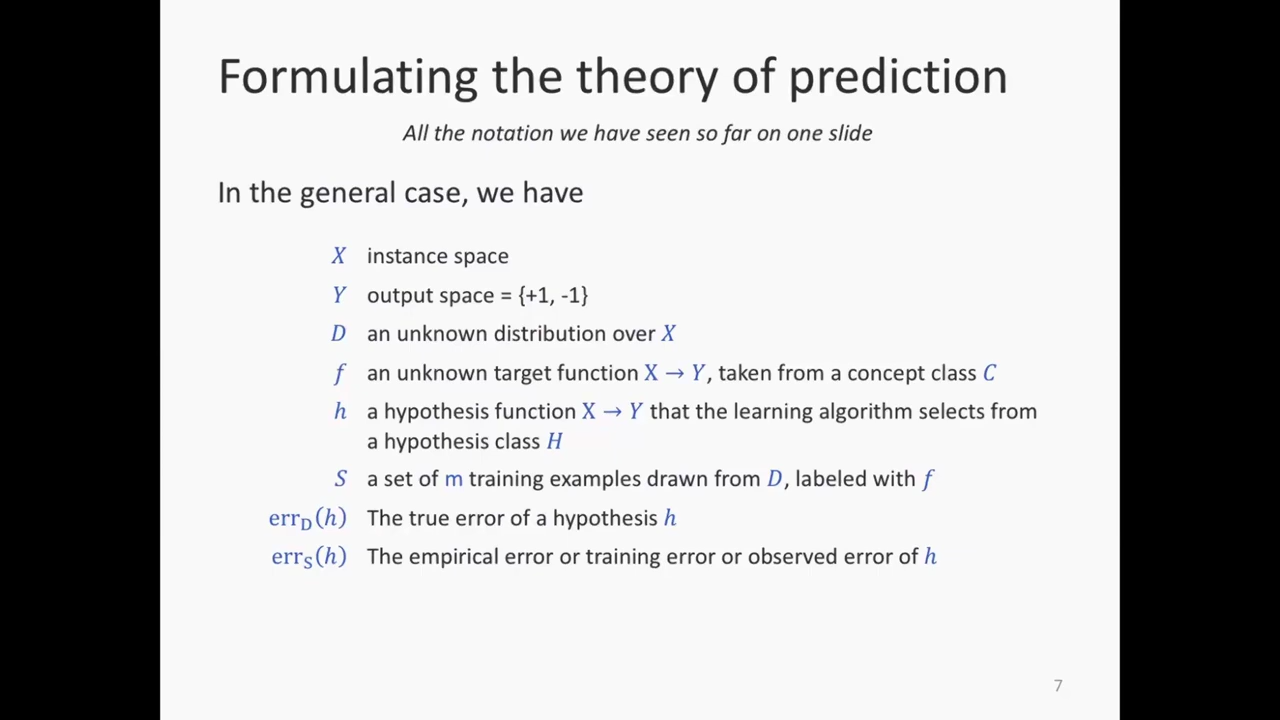 Formulating the theory of prediction
All the notation we have seen so far on one slide
In the general case, we have
X instance space
Y output space = {+1, -1}
D an unknown distribution over X
f an unknown target function X → Y, taken from a concept class C
h a hypothesis function X → Y that the learning algorithm selects from
a hypothesis class H
S a set of m training examples drawn from D, labeled with f
err_D(h) The true error of a hypothesis h
err_S(h) The empirical error or training error or observed error of h
7